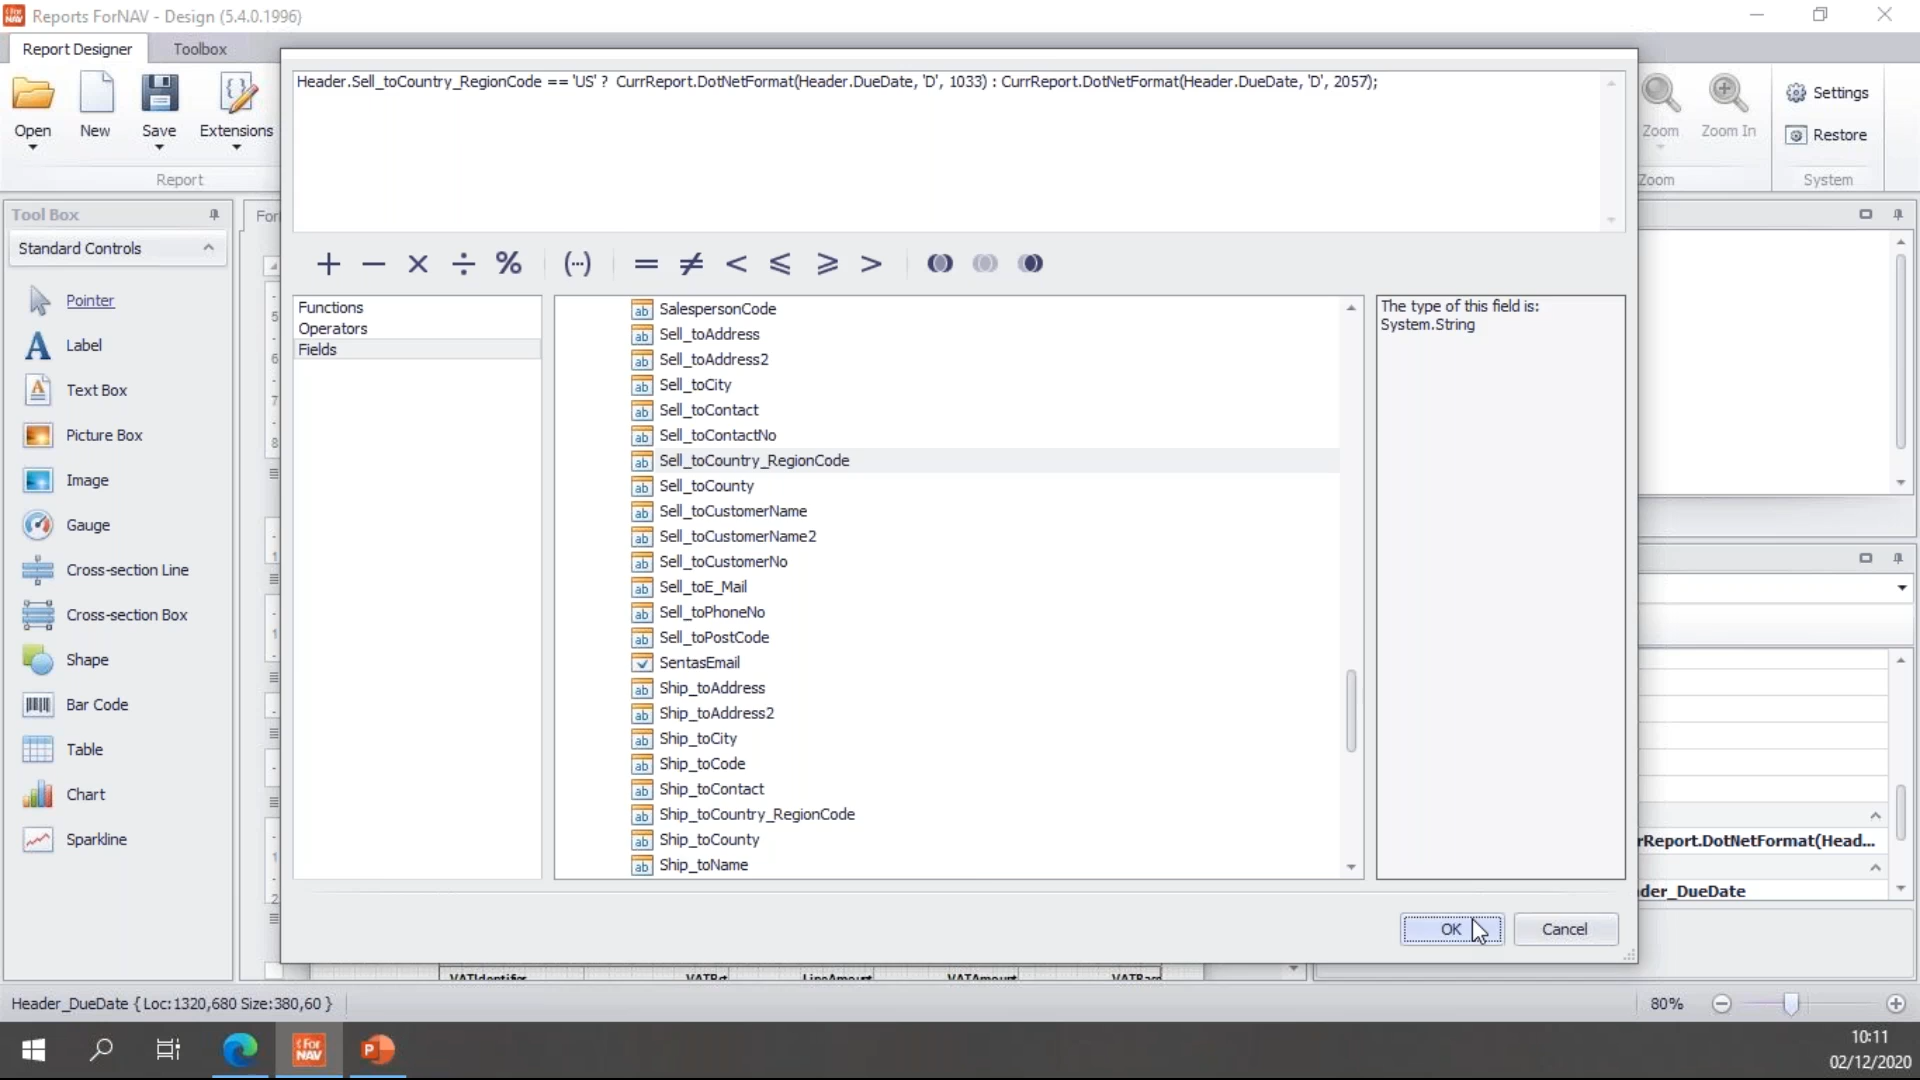 Reports ForNAV - Design (5.4.0.1996)
Report Designer
Toolbox
Open
New
Save
Extensions
Report
Zoom
Zoom In
Zoom
Settings
Restore
System
Header.Sell_toCountry_RegionCode == 'US' ? CurrReport.DotNetFormat(Header.DueDate, 'D', 1033) : CurrReport.DotNetFormat(Header.DueDate, 'D', 2057);
Tool Box
Standard Controls
Pointer
Label
Text Box
Picture Box
Image
Gauge
Cross-section Line
Cross-section Box
Shape
Bar Code
Table
Chart
Sparkline
Functions
Operators
Fields
SalespersonCode
Sell_toAddress
Sell_toAddress2
Sell_toCity
Sell_toContact
Sell_toContactNo
Sell_toCountry_RegionCode
Sell_toCounty
Sell_toCustomerName
Sell_toCustomerName2
Sell_toCustomerNo
Sell_toE_Mail
Sell_toPhoneNo
Sell_toPostCode
SentasEmail
Ship_toAddress
Ship_toAddress2
Ship_toCity
Ship_toCode
Ship_toContact
Ship_toCountry_RegionCode
Ship_toCounty
Ship_toName
The type of this field is:
System.String
rReport.DotNetFormat(Head...
der_DueDate
OK
Cancel
VATIdentifier
LineAmount
VATAmount
Header_DueDate { Loc:1320,680 Size:380,60 }
80%
10:11
02/12/2020